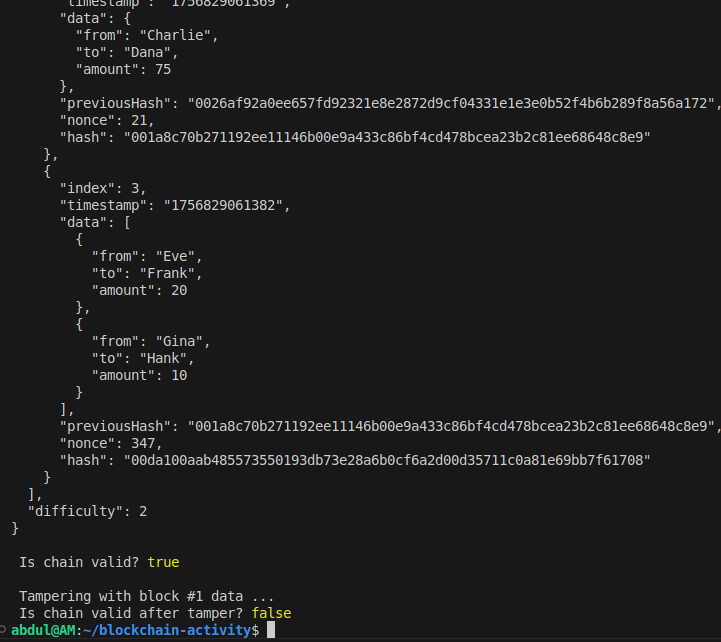 "timestamp": "1756829061369",
"data": {
"from": "Charlie",
"to": "Dana",
"amount": 75
},
"previousHash": "0026af92a0ee657fd92321e8e2872d9cf04331e1e3e0b52f4b6b289f8a56a172",
"nonce": 21,
"hash": "001a8c70b271192ee11146b00e9a433c86bf4cd478bcea23b2c81ee68648c8e9"
},
{
"index": 3,
"timestamp": "1756829061382",
"data": [
{
"from": "Eve",
"to": "Frank",
"amount": 20
},
{
"from": "Gina",
"to": "Hank",
"amount": 10
}
],
"previousHash": "001a8c70b271192ee11146b00e9a433c86bf4cd478bcea23b2c81ee68648c8e9",
"nonce": 347,
"hash": "00da100aab485573550193db73e28a6b0cf6a2d00d35711c0a81e69bb7f61708"
}
],
"difficulty": 2
}
Is chain valid? true
Tampering with block #1 data ...
Is chain valid after tamper? false
abdul@AM:~/blockchain-activity$